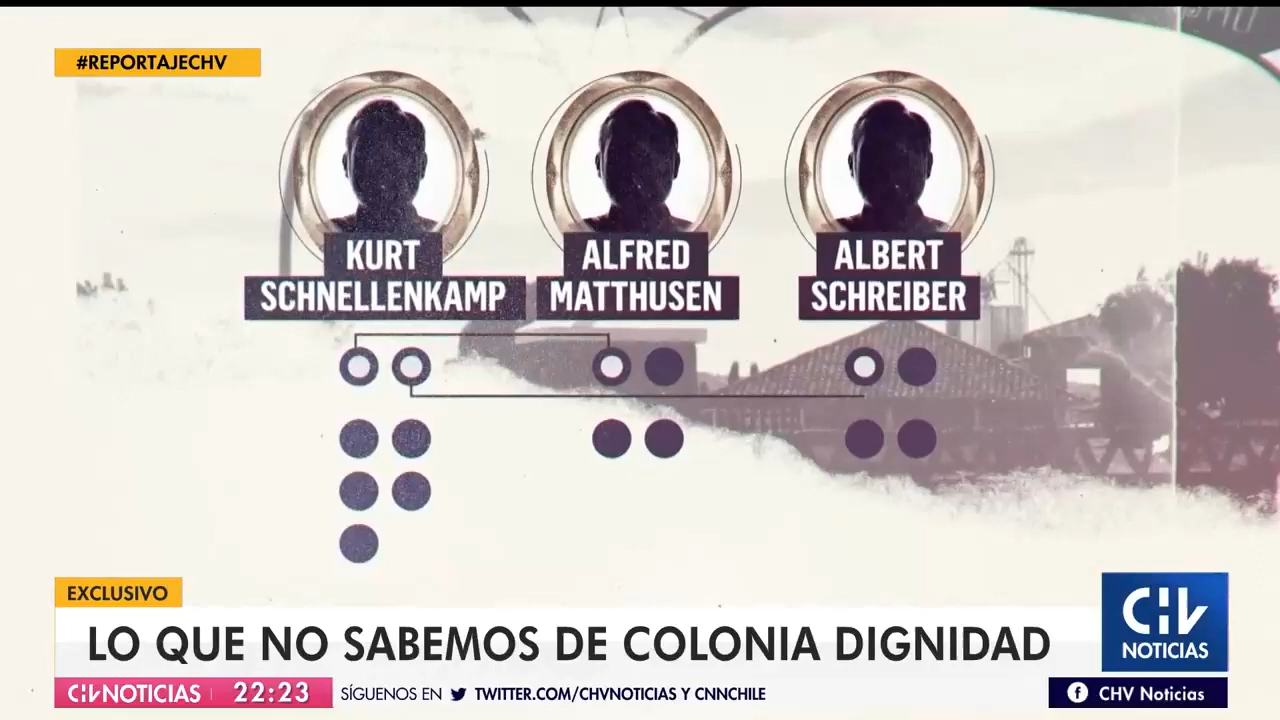 #REPORTAJECHV
KURT
SCHNELLENKAMP
ALFRED
MATTHUSEN
ALBERT
SCHREIBER
EXCLUSIVO
LO QUE NO SABEMOS DE COLONIA DIGNIDAD
CHV
NOTICIAS
CHVNOTICIAS 22:23 SÍGUENOS EN TWITTER.COM/CHVNOTICIAS Y CNNCHILE
CHV Noticias